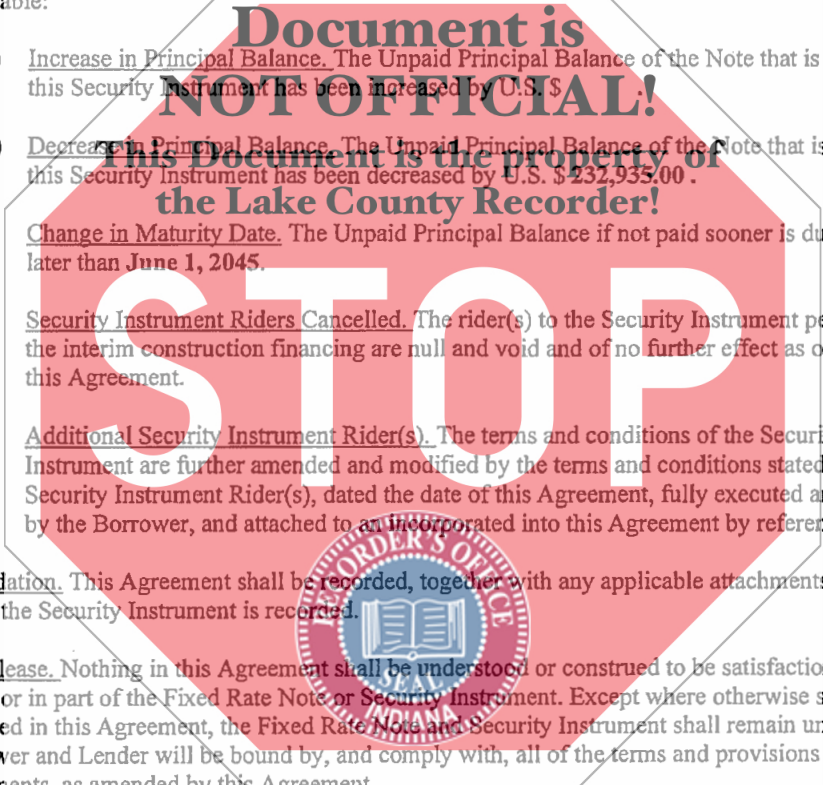 able:
Document is
Increase in Principal Balance. The Unpaid Principal Balance of the Note that is
this Security Instrument has been increased by U.S. $ .
NOT OFFICIAL!
Decrease in Principal Balance. The Unpaid Principal Balance of the Note that is
This Document is the property of
this Security Instrument has been decreased by U.S. $ 232,935.00 .
the Lake County Recorder!
Change in Maturity Date. The Unpaid Principal Balance if not paid sooner is du
later than June 1, 2045.
STOP
Security Instrument Riders Cancelled. The rider(s) to the Security Instrument pe
the interim construction financing are null and void and of no further effect as o
this Agreement.
Additional Security Instrument Rider(s). The terms and conditions of the Securi
Instrument are further amended and modified by the terms and conditions stated
Security Instrument Rider(s), dated the date of this Agreement, fully executed a
by the Borrower, and attached to an incorporated into this Agreement by referen
RECORDER'S OFFICE
SEAL
INDIANA
dation. This Agreement shall be recorded, together with any applicable attachments
the Security Instrument is recorded.
lease. Nothing in this Agreement shall be understood or construed to be satisfactio
or in part of the Fixed Rate Note or Security Instrument. Except where otherwise s
ed in this Agreement, the Fixed Rate Note and Security Instrument shall remain un
wer and Lender will be bound by, and comply with, all of the terms and provisions
ments, as amended by this Agreement.